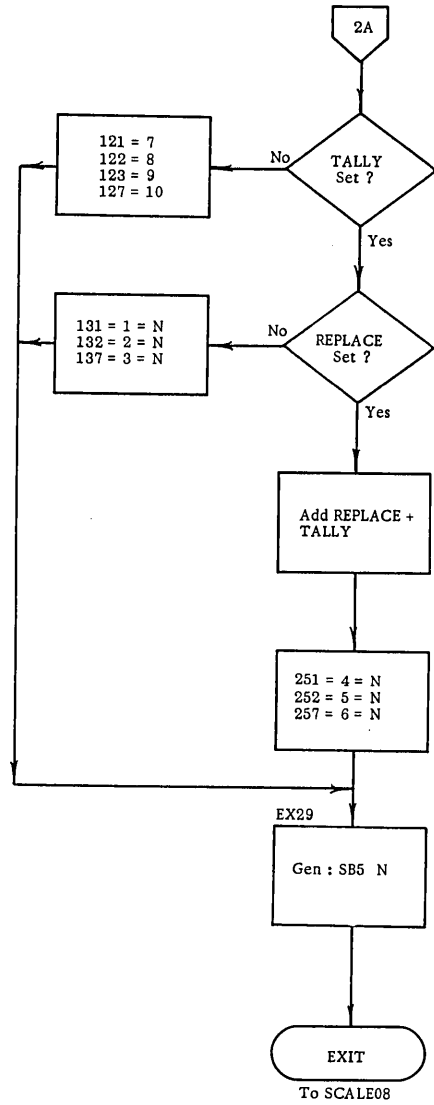 2A
TALLY
Set ?
No
Yes
121 = 7
122 = 8
123 = 9
127 = 10
REPLACE
Set ?
No
Yes
131 = 1 = N
132 = 2 = N
137 = 3 = N
Add REPLACE +
TALLY
251 = 4 = N
252 = 5 = N
257 = 6 = N
EX29
Gen : SB5 N
EXIT
To SCALE08